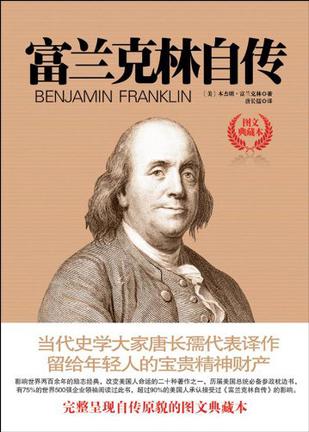 富兰克林自传
BENJAMIN FRANKLIN
〔美〕本杰明·富兰克林◎著
唐长孺◎译
图文
典藏本
当代史学大家唐长孺代表译作
留给年轻人的宝贵精神财产
影响世界两百余年的励志经典，改变美国人命运的二十种著作之一，历届美国总统必备参政枕边书，
有75%的世界500强企业领袖阅读过此书，超过90%的美国人承认接受过《富兰克林自传》的影响。
完整呈现自传原貌的图文典藏本